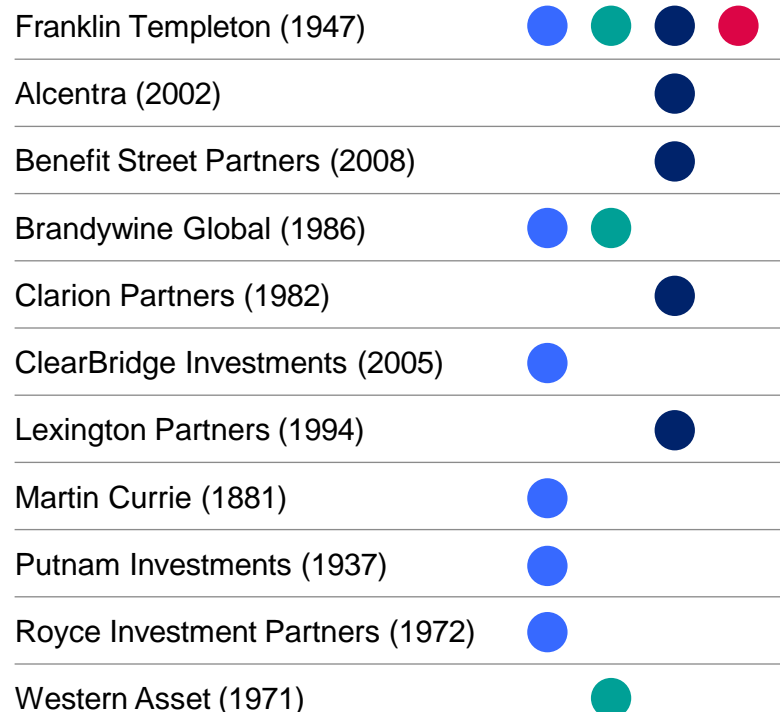 Franklin Templeton (1947)
Alcentra (2002)
Benefit Street Partners (2008)
Brandywine Global (1986)
Clarion Partners (1982)
ClearBridge Investments (2005)
Lexington Partners (1994)
Martin Currie (1881)
Putnam Investments (1937)
Royce Investment Partners (1972)
Western Asset (1971)